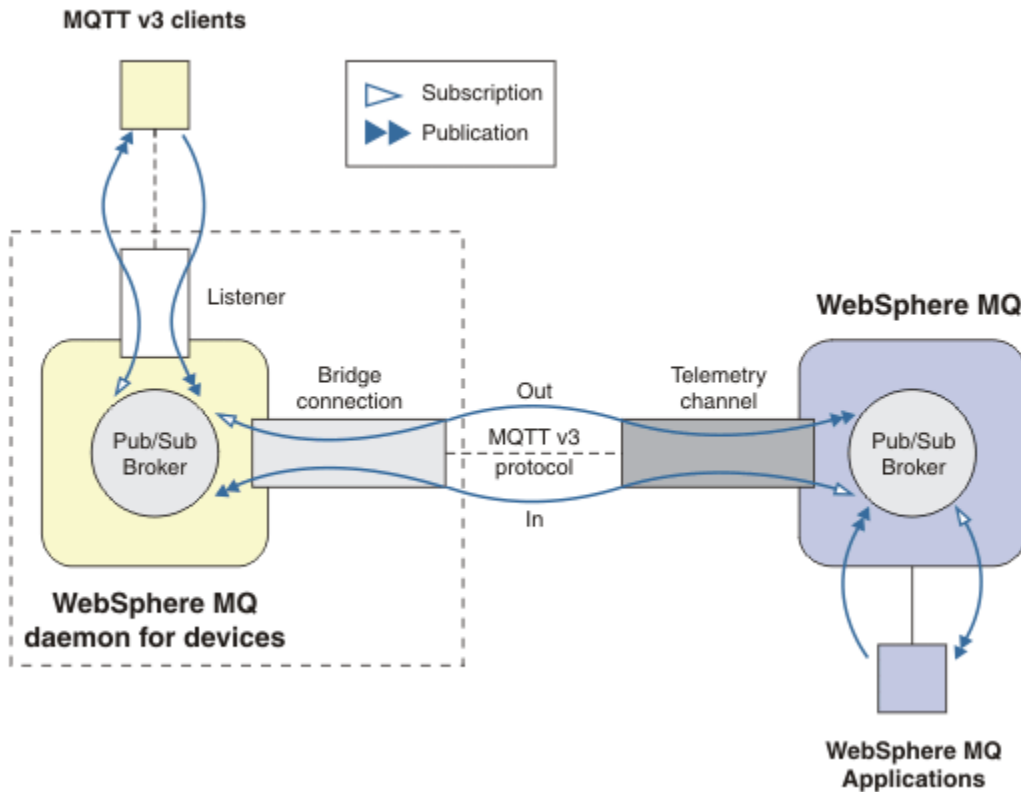 MQTT v3 clients
Subscription
Publication
Listener
WebSphere MQ
Bridge
connection
Out
Telemetry
channel
Pub/Sub
Broker
MQTT v3
protocol
Pub/Sub
Broker
In
WebSphere MQ
daemon for devices
WebSphere MQ
Applications